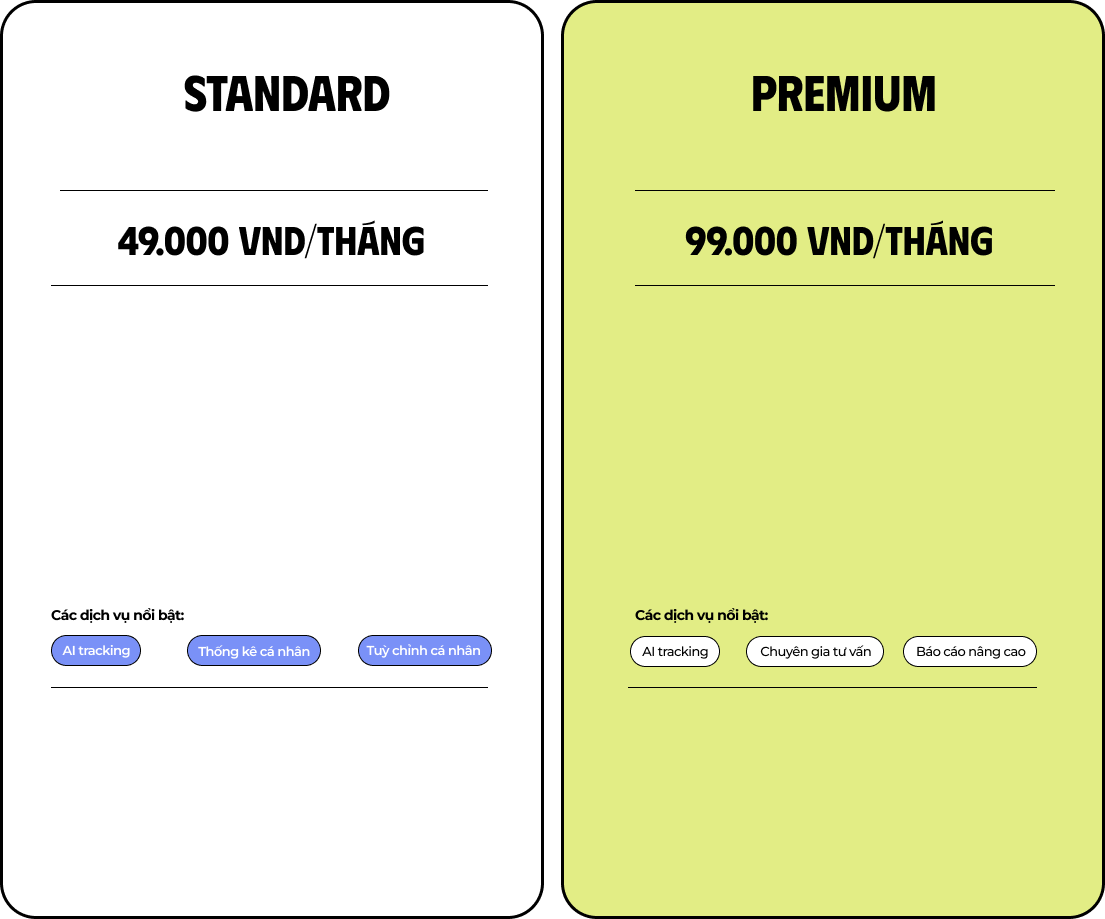 STANDARD
49.000 VND/THÁNG
Các dịch vụ nổi bật:
AI tracking
Thống kê cá nhân
Tuỳ chỉnh cá nhân
PREMIUM
99.000 VND/THÁNG
Các dịch vụ nổi bật:
AI tracking
Chuyên gia tư vấn
Báo cáo nâng cao